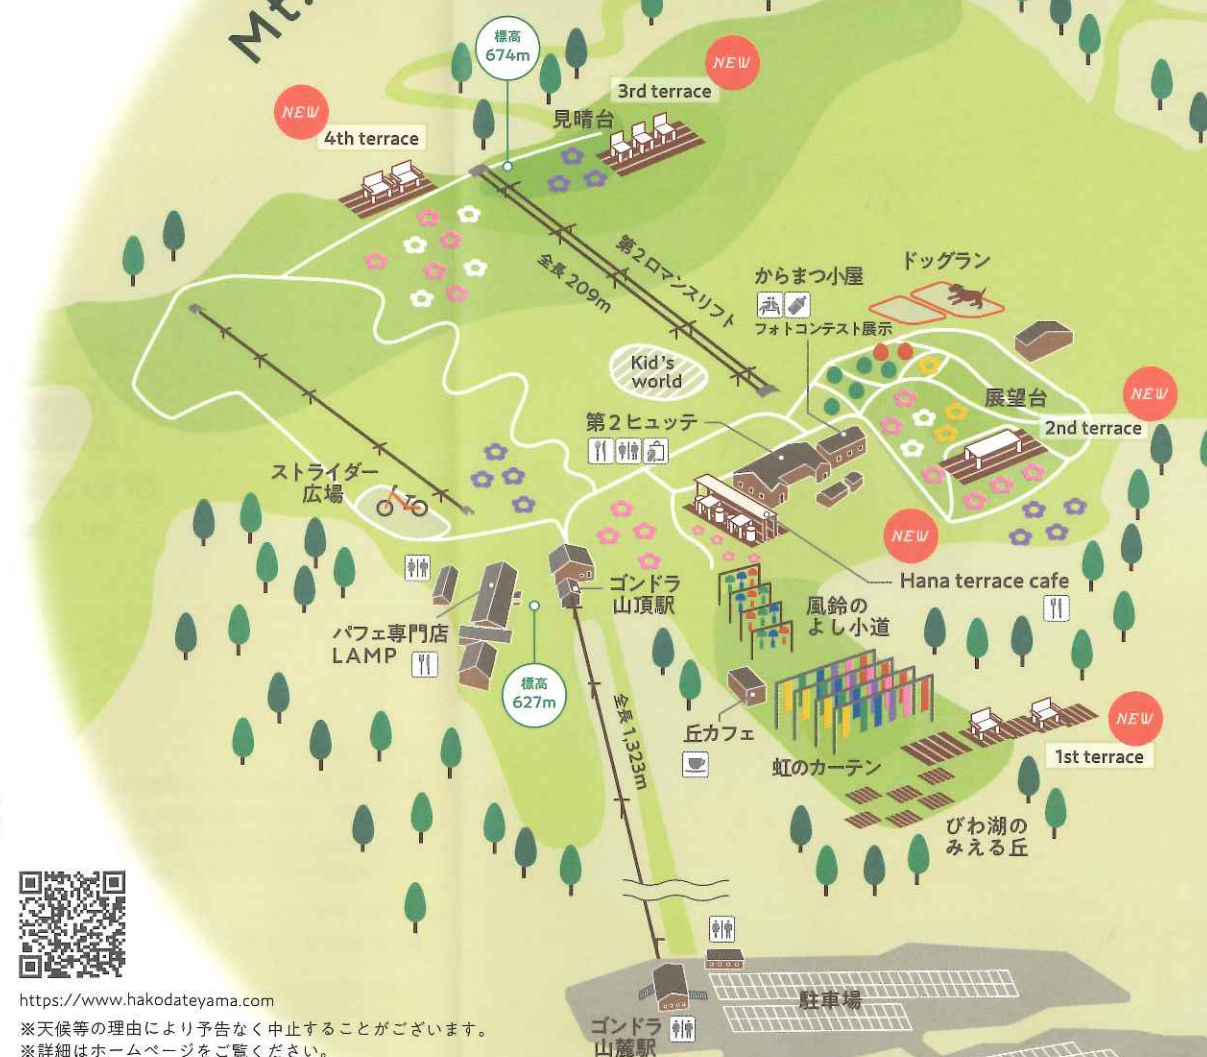 Mt.
標高
674m
NEW
3rd terrace
見晴台
NEW
4th terrace
第2ロマンスリフト
全長 209m
からまつ小屋
フォトコンテスト展示
ドッグラン
Kid's
world
展望台
NEW
2nd terrace
第2ヒュッテ
ストライダー
広場
NEW
Hana terrace cafe
ゴンドラ
山頂駅
風鈴の
よし小道
パフェ専門店
LAMP
標高
627m
全長 1,323m
丘カフェ
虹のカーテン
NEW
1st terrace
びわ湖の
みえる丘
駐車場
ゴンドラ
山麓駅
https://www.hakodateyama.com
※天候等の理由により予告なく中止することがございます。
※詳細はホームページをご覧ください。